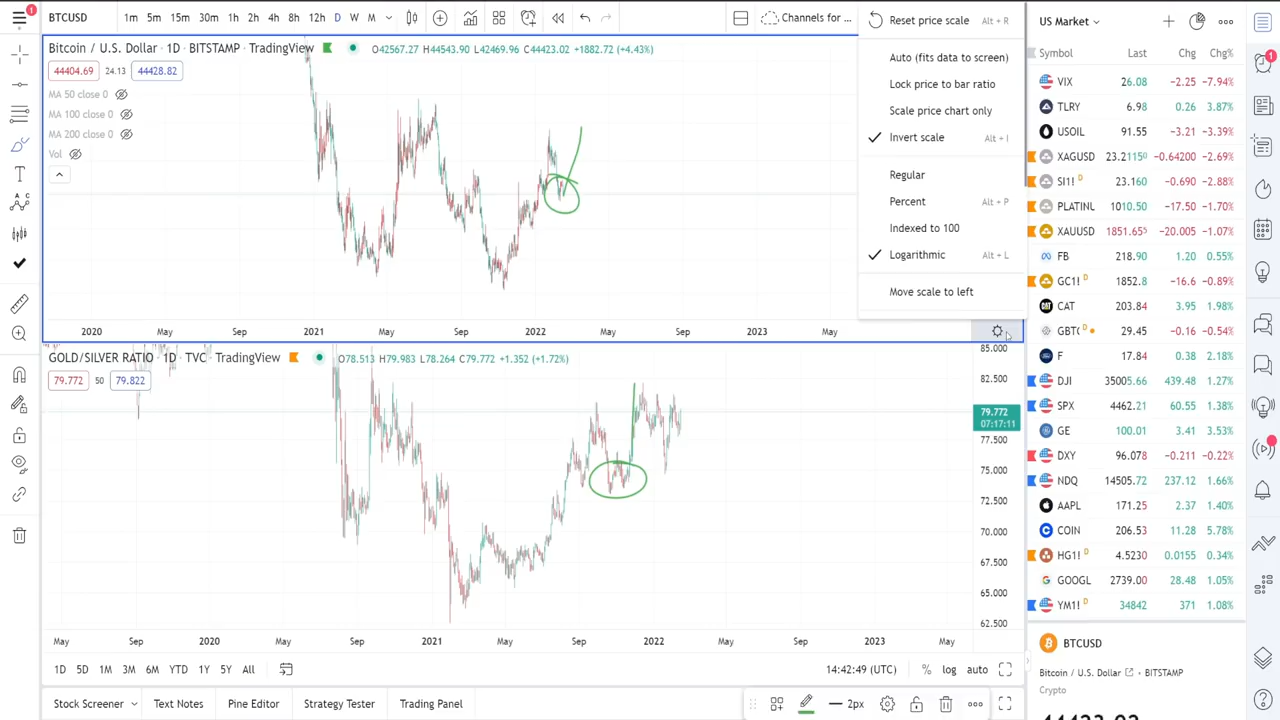 BTCUSD
1m 5m 15m 30m 1h 2h 4h 8h 12h D W M
Channels for ...
Bitcoin / U.S. Dollar · 1D · BITSTAMP · TradingView
O42567.27 H44543.90 L42469.96 C44423.02 +1882.72 (+4.43%)
44404.69 24.13 44428.82
MA 50 close 0
MA 100 close 0
MA 200 close 0
Vol
2020 May Sep 2021 May Sep 2022 May Sep 2023 May
Reset price scale Alt + R
Auto (fits data to screen)
Lock price to bar ratio
Scale price chart only
Invert scale Alt + I
Regular
Percent Alt + P
Indexed to 100
Logarithmic Alt + L
Move scale to left
GOLD/SILVER RATIO · 1D · TVC · TradingView
O78.513 H79.983 L78.264 C79.772 +1.352 (+1.72%)
79.772 50 79.822
85.000
82.500
79.772
07:17:11
77.500
75.000
72.500
70.000
67.500
65.000
62.500
May Sep 2020 May Sep 2021 May Sep 2022 May Sep 2023 May
1D 5D 1M 3M 6M YTD 1Y 5Y All
14:42:49 (UTC) % log auto
Stock Screener Text Notes Pine Editor Strategy Tester Trading Panel
2px
US Market
Symbol Last Chg Chg%
VIX 26.08 -2.25 -7.94%
TLRY 6.98 0.26 3.87%
USOIL 91.55 -3.21 -3.39%
XAGUSD 23.2115⁰ -0.64200 -2.69%
SI1! D 23.160 -0.690 -2.88%
PLATINU 1010.50 -17.50 -1.70%
XAUUSD 1851.65⁵ -20.005 -1.07%
FB 218.90 1.20 0.55%
GC1! D 1852.8 -16.6 -0.89%
CAT 203.84 3.95 1.98%
GBTC D 29.45 -0.16 -0.54%
F 17.84 0.38 2.18%
DJI 35005.66 439.48 1.27%
SPX 4462.21 60.55 1.38%
GE 100.01 3.41 3.53%
DXY 96.078 -0.211 -0.22%
NDQ 14505.72 237.12 1.66%
AAPL 171.25 2.37 1.40%
COIN 206.53 11.28 5.78%
HG1! D 4.5230 0.0155 0.34%
GOOGL 2739.00 28.48 1.05%
YM1! D 34842 371 1.08%
BTCUSD
Bitcoin / U.S. Dollar · BITSTAMP
Crypto
44423.02